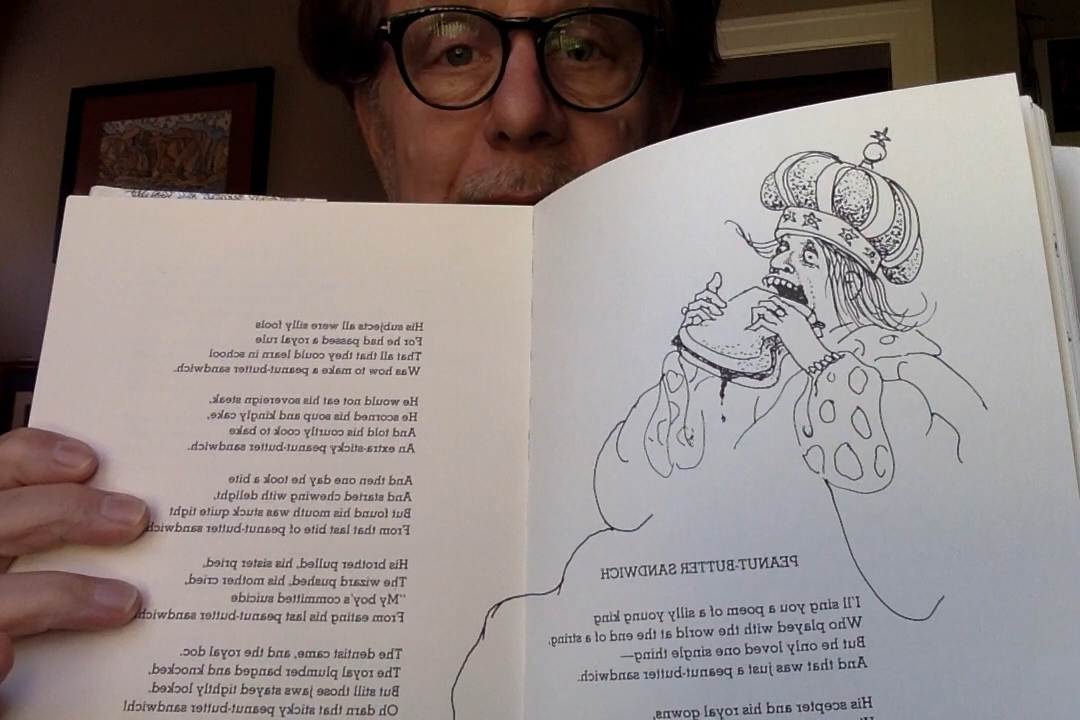 PEANUT-BUTTER SANDWICH
I'll sing you a poem of a silly young king
Who played with the world at the end of a string,
But he only loved one single thing—
And that was just a peanut-butter sandwich.
His scepter and his royal gowns,
His subjects all were silly fools
For he had passed a royal rule
That all that they could learn in school
Was how to make a peanut-butter sandwich.
He would not eat his sovereign steak,
He scorned his soup and kingly cake,
And told his courtly cook to bake
An extra-sticky peanut-butter sandwich.
And then one day he took a bite
And started chewing with delight,
But found his mouth was stuck quite tight
From that last bite of peanut-butter sandwich.
His brother pulled, his sister pried,
The wizard pushed, his mother cried,
"My boy's committed suicide
From eating his last peanut-butter sandwich!
The dentist came, and the royal doc.
The royal plumber banged and knocked,
But still those jaws stayed tightly locked.
Oh darn that sticky peanut-butter sandwich!